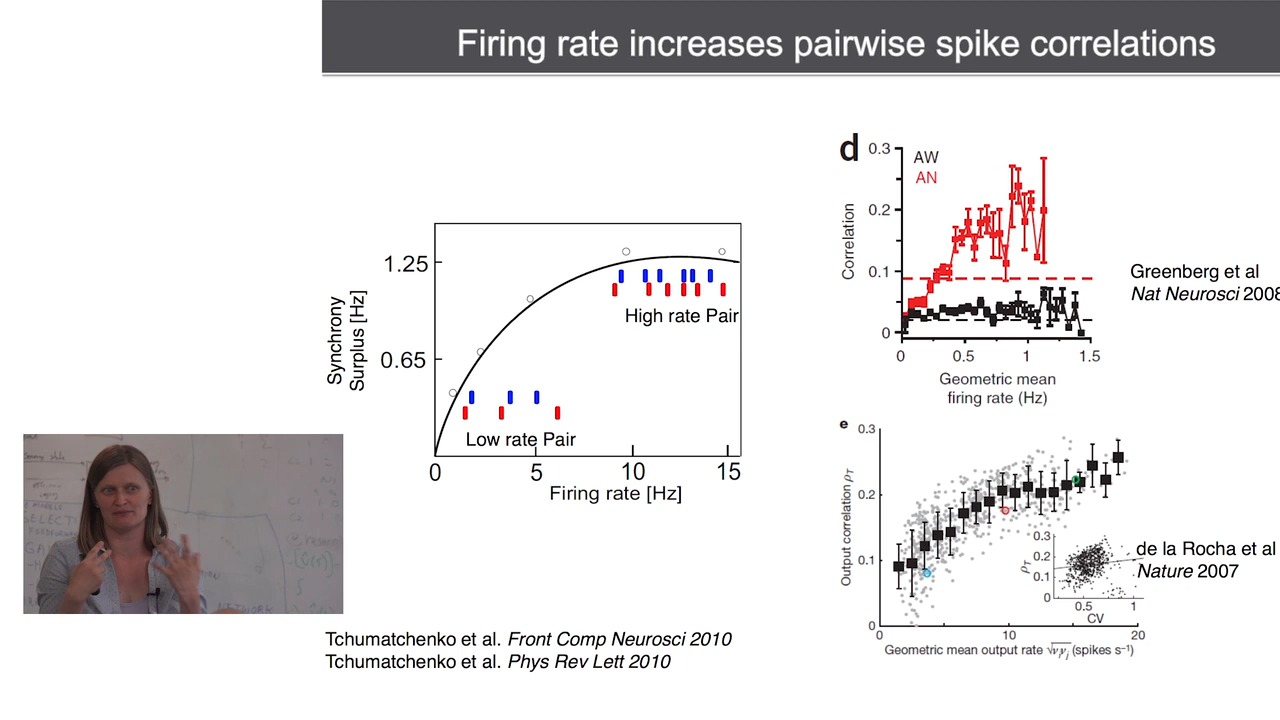 Firing rate increases pairwise spike correlations
Synchrony
Surplus [Hz]
1.25
0.65
High rate Pair
Low rate Pair
0
5
10
15
Firing rate [Hz]
d
AW
AN
Correlation
0.3
0.2
0.1
0
0
0.5
1
1.5
Geometric mean
firing rate (Hz)
Greenberg et al
Nat Neurosci 2008
e
Output correlation ρT
0.3
0.2
0.1
0
0
10
20
Geometric mean output rate √νiνj (spikes s⁻¹)
ρT
0.3
0.2
0.1
0
0.5
1
CV
de la Rocha et al
Nature 2007
Tchumatchenko et al. Front Comp Neurosci 2010
Tchumatchenko et al. Phys Rev Lett 2010
NETWORK